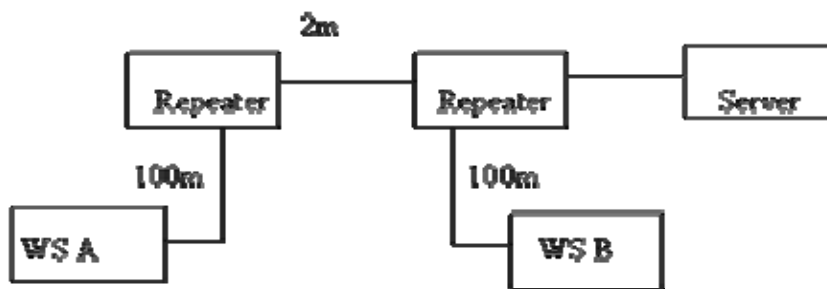 2m
Repeater
Repeater
Server
100m
100m
WS A
WS B